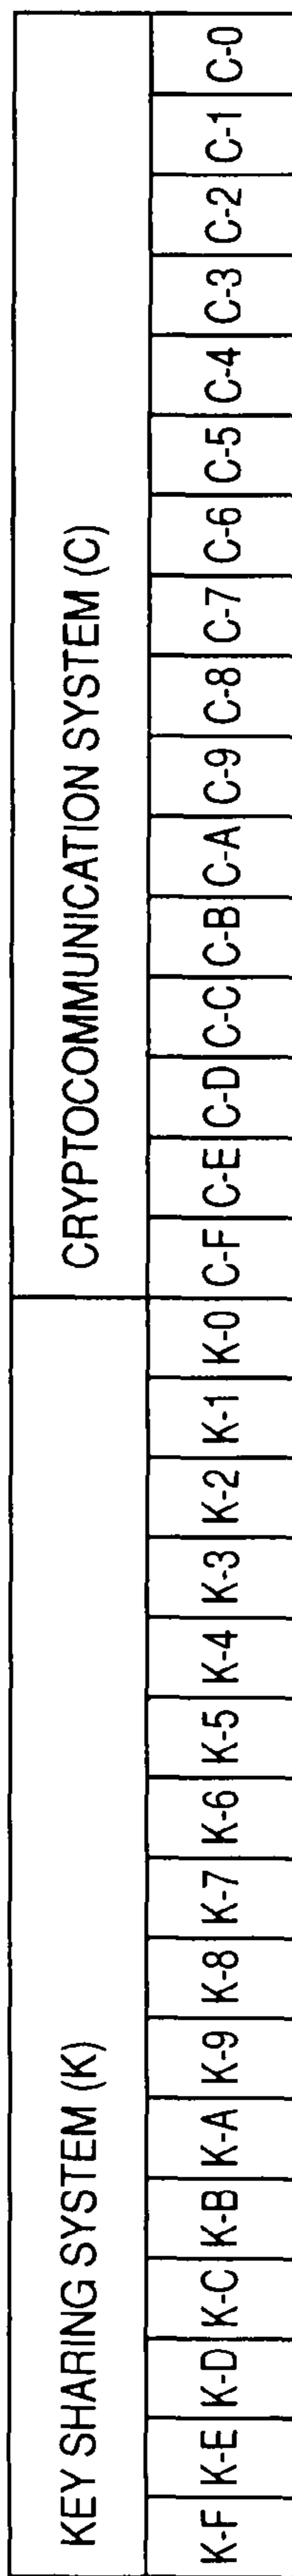 KEY SHARING SYSTEM (K) CRYPTOCOMMUNICATION SYSTEM (C)
K-F K-E K-D K-C K-B K-A K-9 K-8 K-7 K-6 K-5 K-4 K-3 K-2 K-1 K-0 C-F C-E C-D C-C C-B C-A C-9 C-8 C-7 C-6 C-5 C-4 C-3 C-2 C-1 C-0